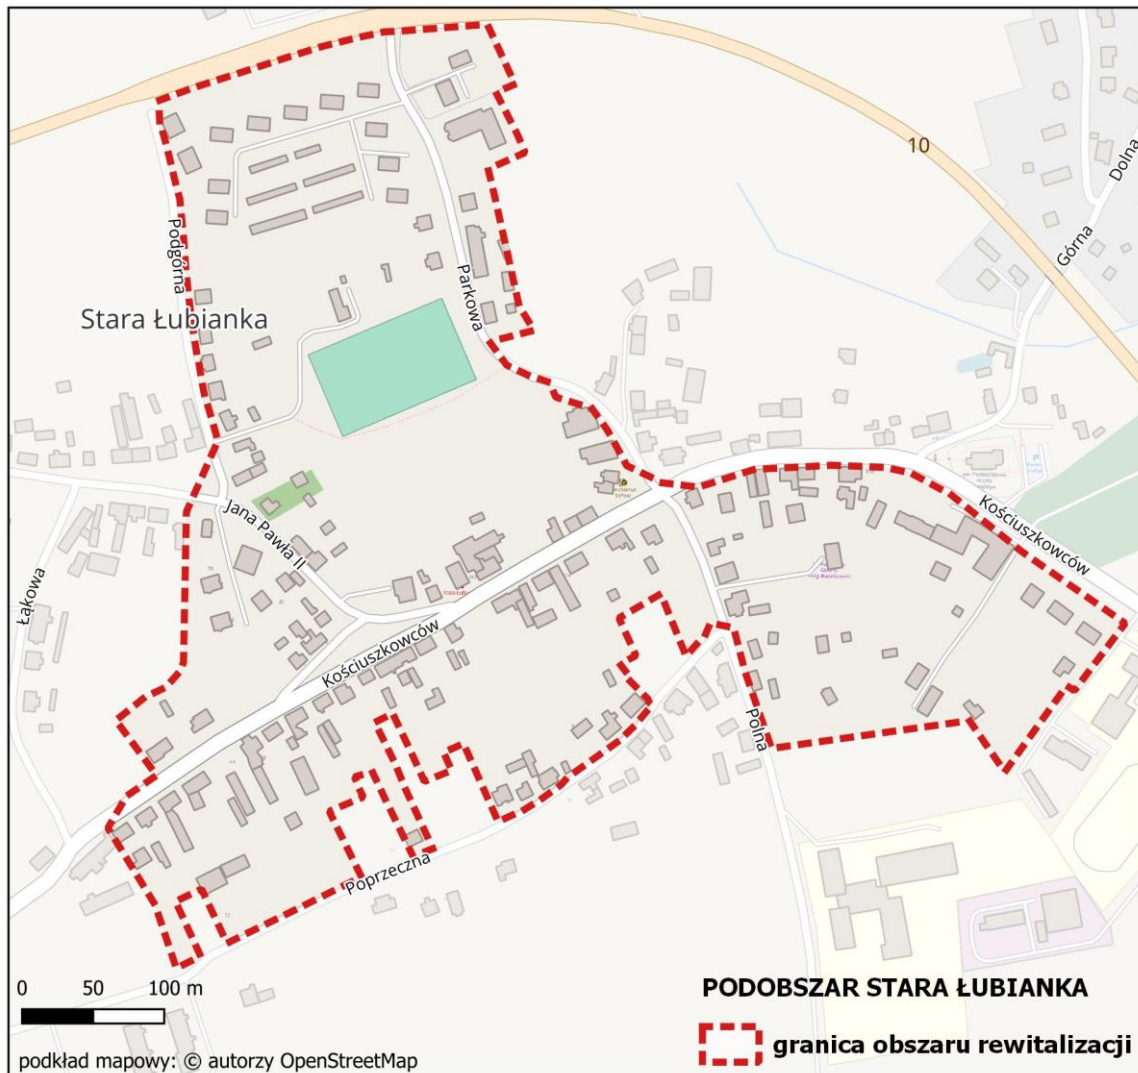 10
Dolna
Górna
Podgórna
Parkowa
Stara Łubianka
Jana Pawła II
Kościuszkowców
Łąkowa
Kościuszkowców
Polna
Poprzeczna
0 50 100 m
PODOBSZAR STARA ŁUBIANKA
granica obszaru rewitalizacji
podkład mapowy: © autorzy OpenStreetMap